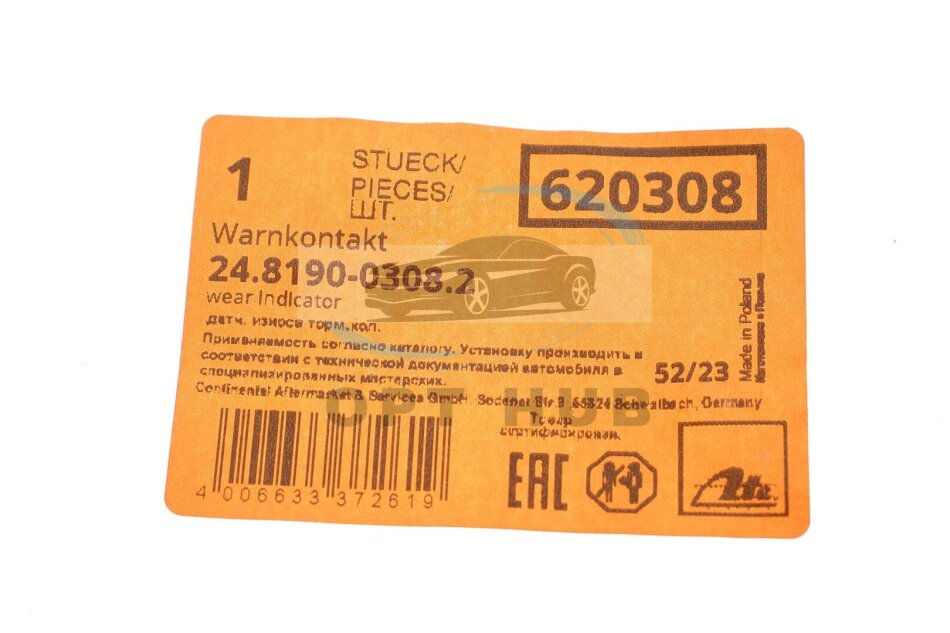 1
STUECK/
PIECES/
ШТ.
620308
Warnkontakt
24.8190-0308.2
wear indicator
датч. износа торм.кол.
Применяемость согласно каталогу. Установку производить в
соответствии с технической документацией автомобиля в
специализированных мастерских.
52/23
Made in Poland
Изготовлено в Польше
Continental Aftermarket & Services GmbH, Sodener Str.9, 65824 Schwalbach, Germany
OPT HUB
Товар
сертифицирован.
4 006633 372619
EAC